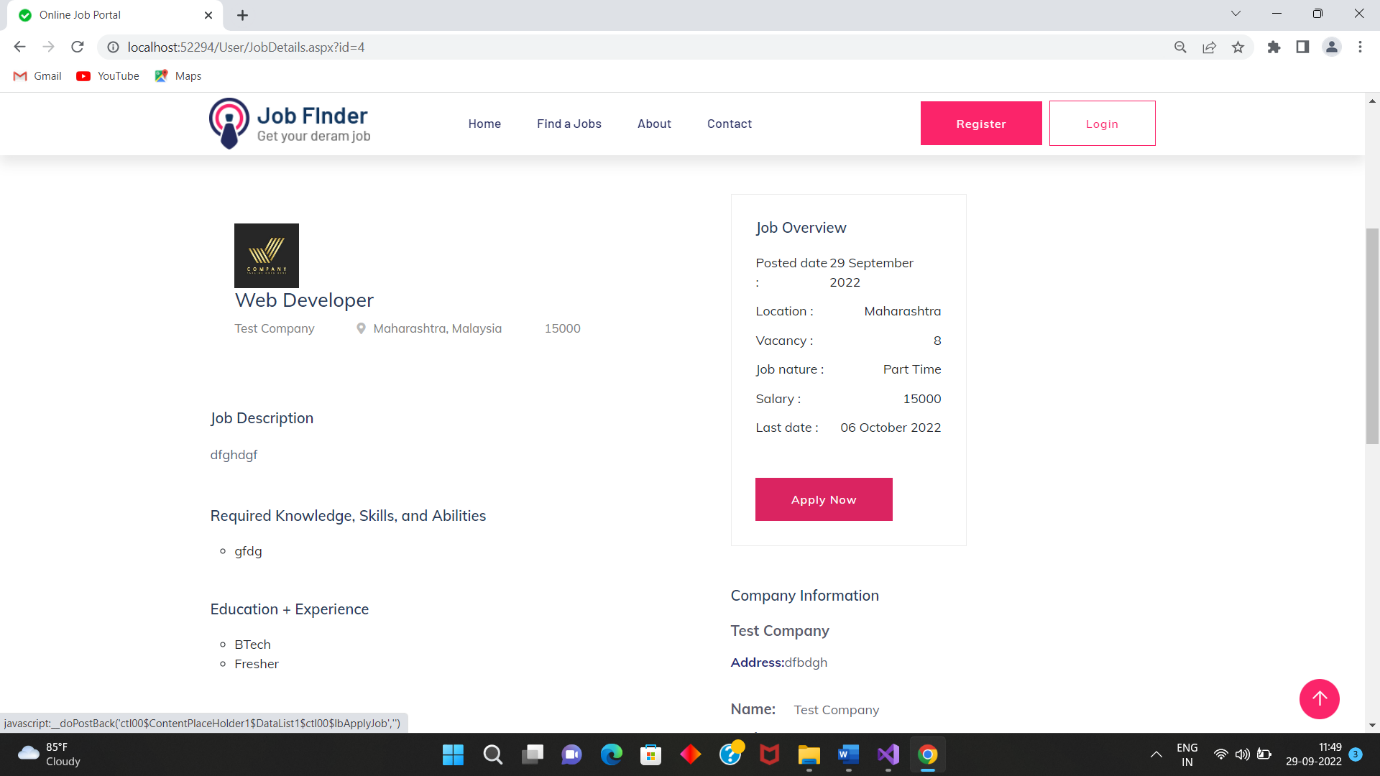 Online Job Portal
localhost:52294/User/JobDetails.aspx?id=4
Gmail YouTube Maps
Job FInder
Get your deram job
Home Find a Jobs About Contact
Register Login
COMPANY
Web Developer
Test Company Maharashtra, Malaysia 15000
Job Description
dfghdgf
Required Knowledge, Skills, and Abilities
gfdg
Education + Experience
BTech
Fresher
Job Overview
Posted date 29 September
: 2022
Location : Maharashtra
Vacancy : 8
Job nature : Part Time
Salary : 15000
Last date : 06 October 2022
Apply Now
Company Information
Test Company
Address:dfbdgh
Name: Test Company
javascript:__doPostBack('ctl00$ContentPlaceHolder1$DataList1$ctl00$lbApplyJob','')
85°F
Cloudy
ENG
IN
11:49
29-09-2022
3